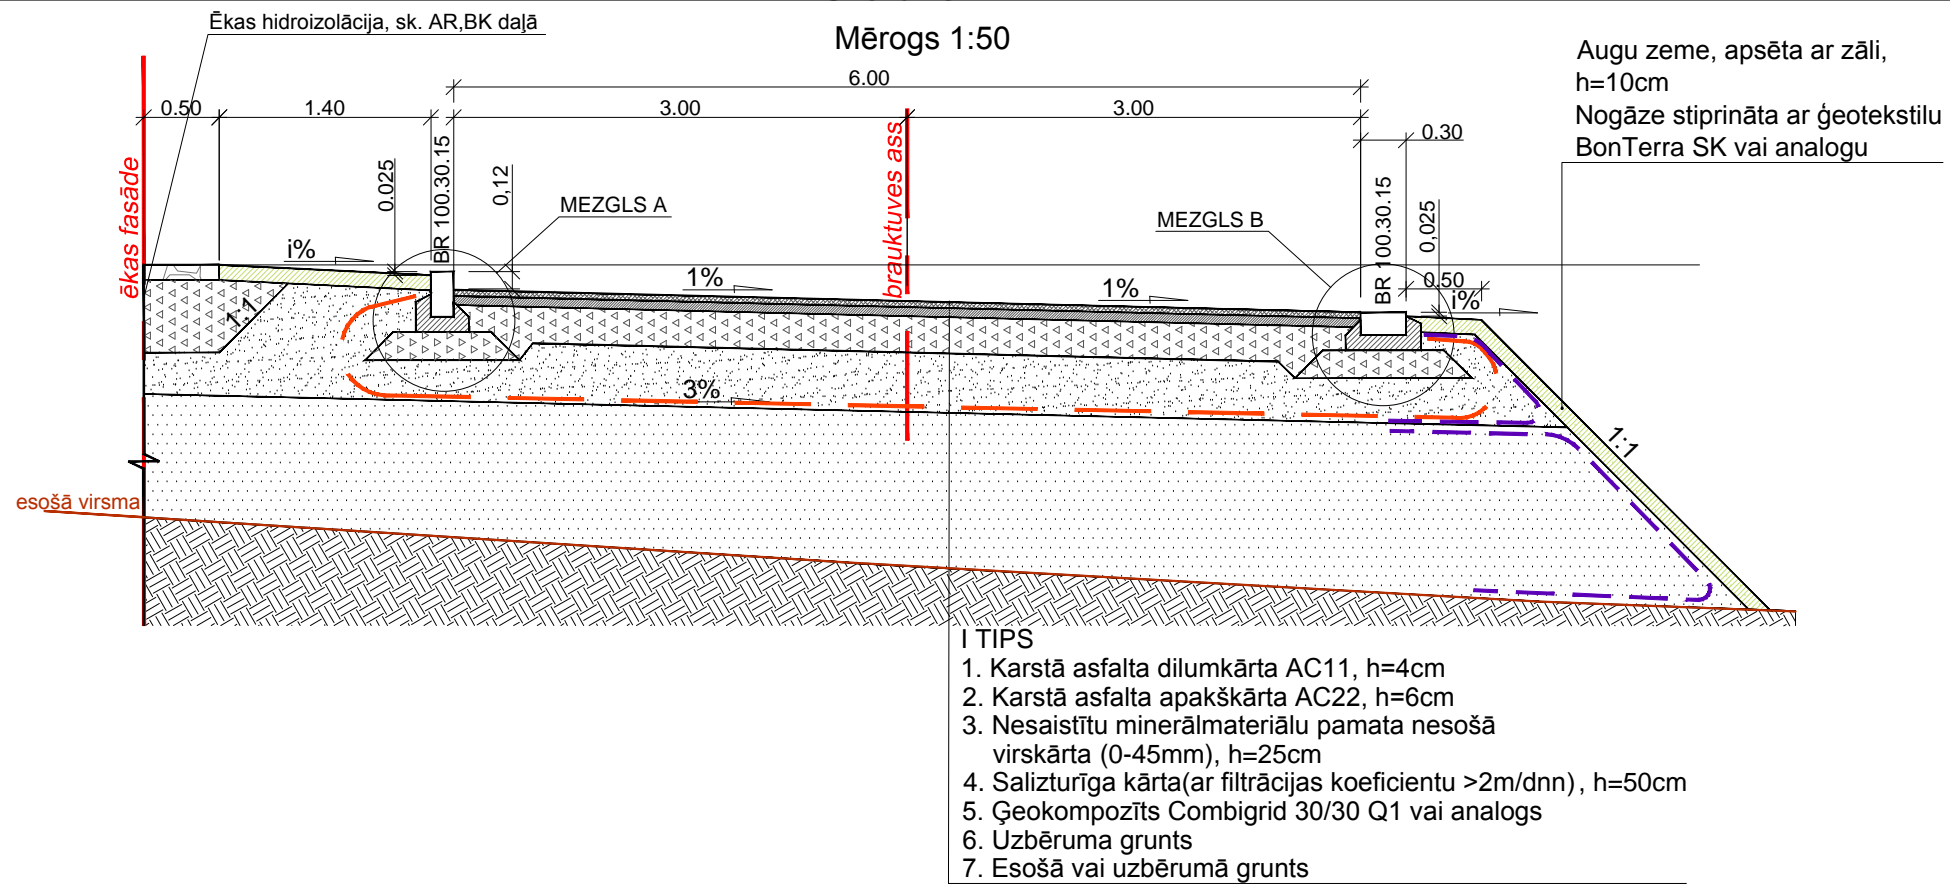 Ēkas hidroizolācija, sk. AR,BK daļā
Mērogs 1:50
Augu zeme, apsēta ar zāli,
h=10cm
Nogāze stiprināta ar ģeotekstilu
BonTerra SK vai analogu
6.00
0.50
1.40
3.00
3.00
0.30
ēkas fasāde
0.025
BR 100.30.15
0,12
MEZGLS A
brauktuves ass
MEZGLS B
BR 100.30.15
0,025
i%
1%
1%
0.50
i%
1:1
3%
1:1
esošā virsma
I TIPS
1. Karstā asfalta dilumkārta AC11, h=4cm
2. Karstā asfalta apakškārta AC22, h=6cm
3. Nesaistītu minerālmateriālu pamata nesošā
virskārta (0-45mm), h=25cm
4. Salizturīga kārta(ar filtrācijas koeficientu >2m/dnn), h=50cm
5. Ģeokompozīts Combigrid 30/30 Q1 vai analogs
6. Uzbēruma grunts
7. Esošā vai uzbērumā grunts